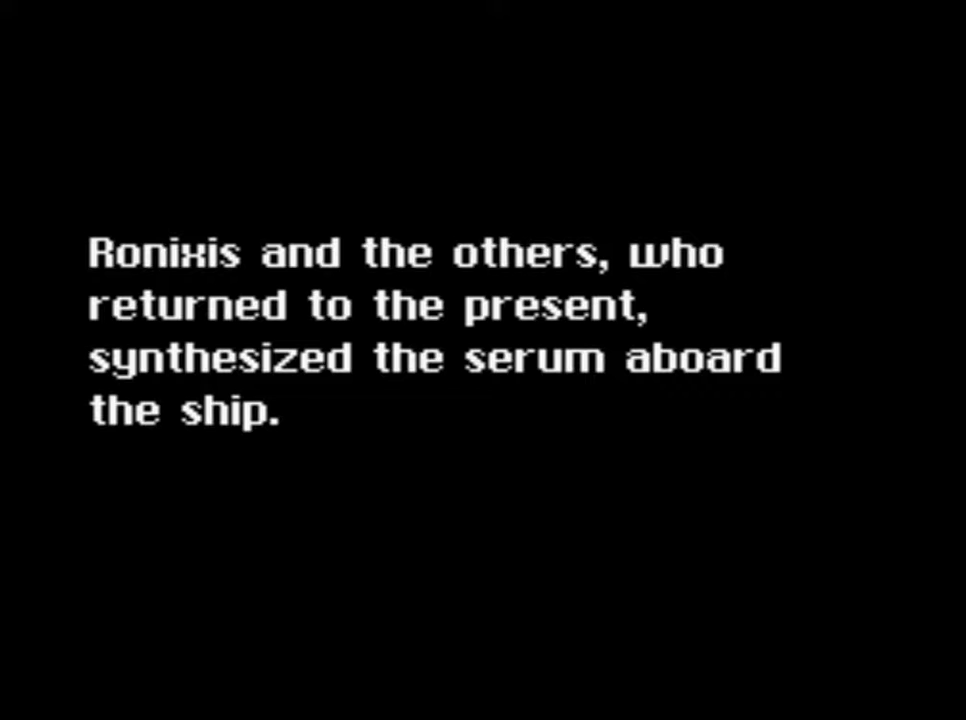 Ronixis and the others, who
returned to the present,
synthesized the serum aboard
the ship.